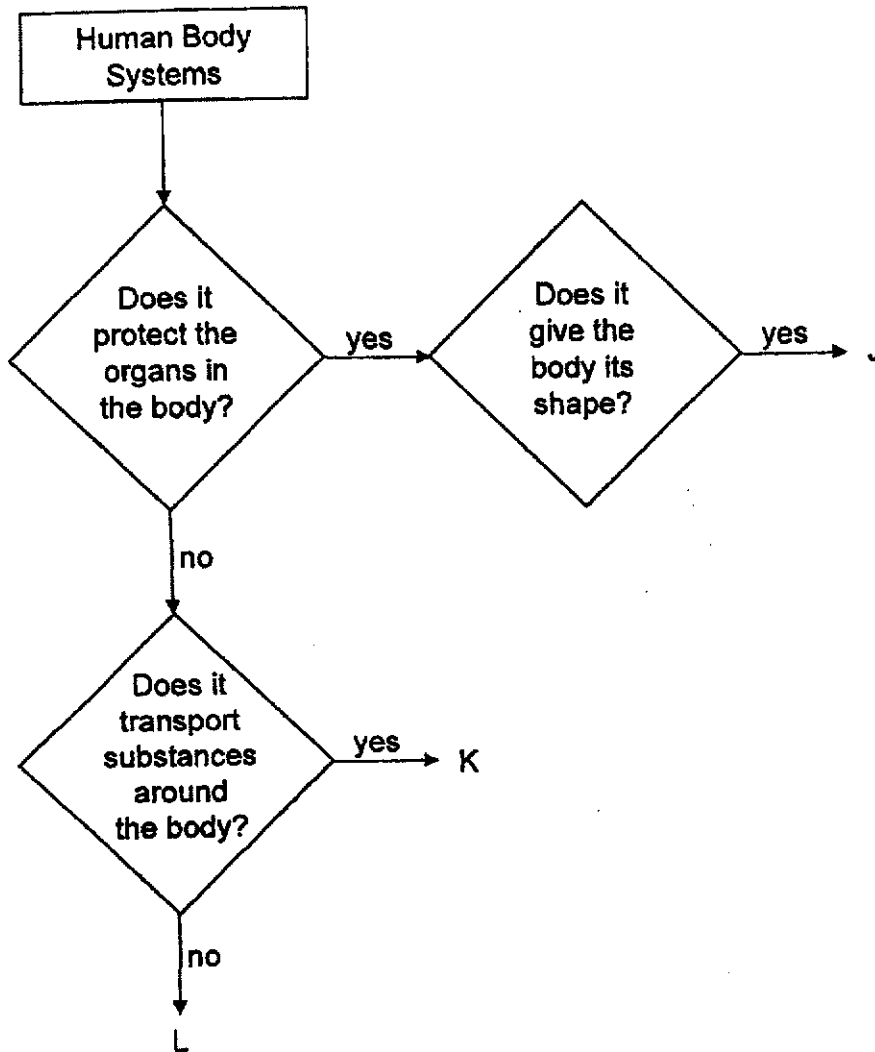 Human Body
Systems
Does it
protect the
organs in
the body?
yes
Does it
give the
body its
shape?
yes
J
no
Does it
transport
substances
around
the body?
yes
K
no
L